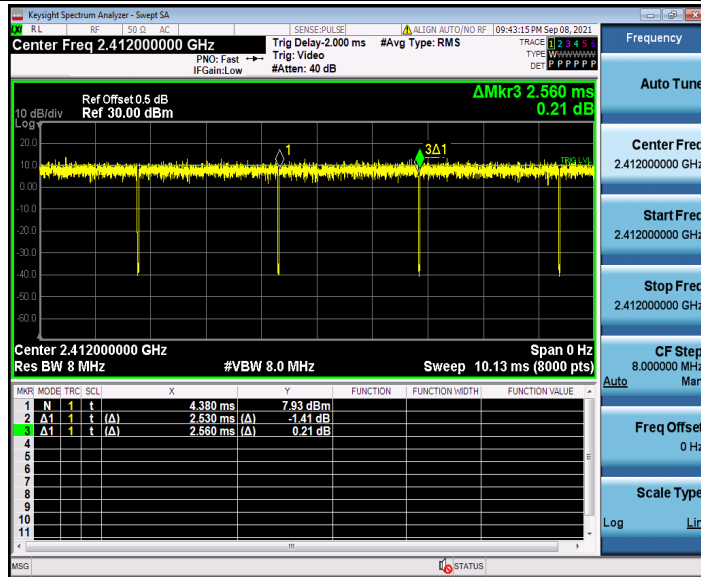 Keysight Spectrum Analyzer - Swept SA
LXI RL RF 50 Ω AC SENSE:PULSE ALIGN AUTO/NO RF 09:43:15 PM Sep 08, 2021
Center Freq 2.412000000 GHz
Trig Delay-2.000 ms #Avg Type: RMS
TRACE 1 2 3 4 5 6
PNO: Fast Trig: Video
TYPE WWWWWW
IFGain:Low #Atten: 40 dB
DET P P P P P P
ΔMkr3 2.560 ms
0.21 dB
Ref Offset 0.5 dB
10 dB/div Ref 30.00 dBm
Log
20.0
10.0
0.00
-10.0
-20.0
-30.0
-40.0
-50.0
-60.0
1
3Δ1
TRIG LVL
Center 2.412000000 GHz Span 0 Hz
Res BW 8 MHz #VBW 8.0 MHz Sweep 10.13 ms (8000 pts)
MKR MODE TRC SCL X Y FUNCTION FUNCTION WIDTH FUNCTION VALUE
1 N 1 t 4.380 ms 7.93 dBm
2 Δ1 1 t (Δ) 2.530 ms (Δ) -1.41 dB
3 Δ1 1 t (Δ) 2.560 ms (Δ) 0.21 dB
4
5
6
7
8
9
10
11
MSG STATUS
Frequency
Auto Tune
Center Freq
2.412000000 GHz
Start Freq
2.412000000 GHz
Stop Freq
2.412000000 GHz
CF Step
8.000000 MHz
Auto Man
Freq Offset
0 Hz
Scale Type
Log Lin